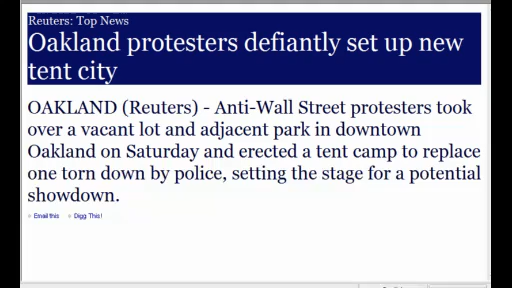 Reuters: Top News
Oakland protesters defiantly set up new
tent city
OAKLAND (Reuters) - Anti-Wall Street protesters took
over a vacant lot and adjacent park in downtown
Oakland on Saturday and erected a tent camp to replace
one torn down by police, setting the stage for a potential
showdown.
» Email this » Digg This!